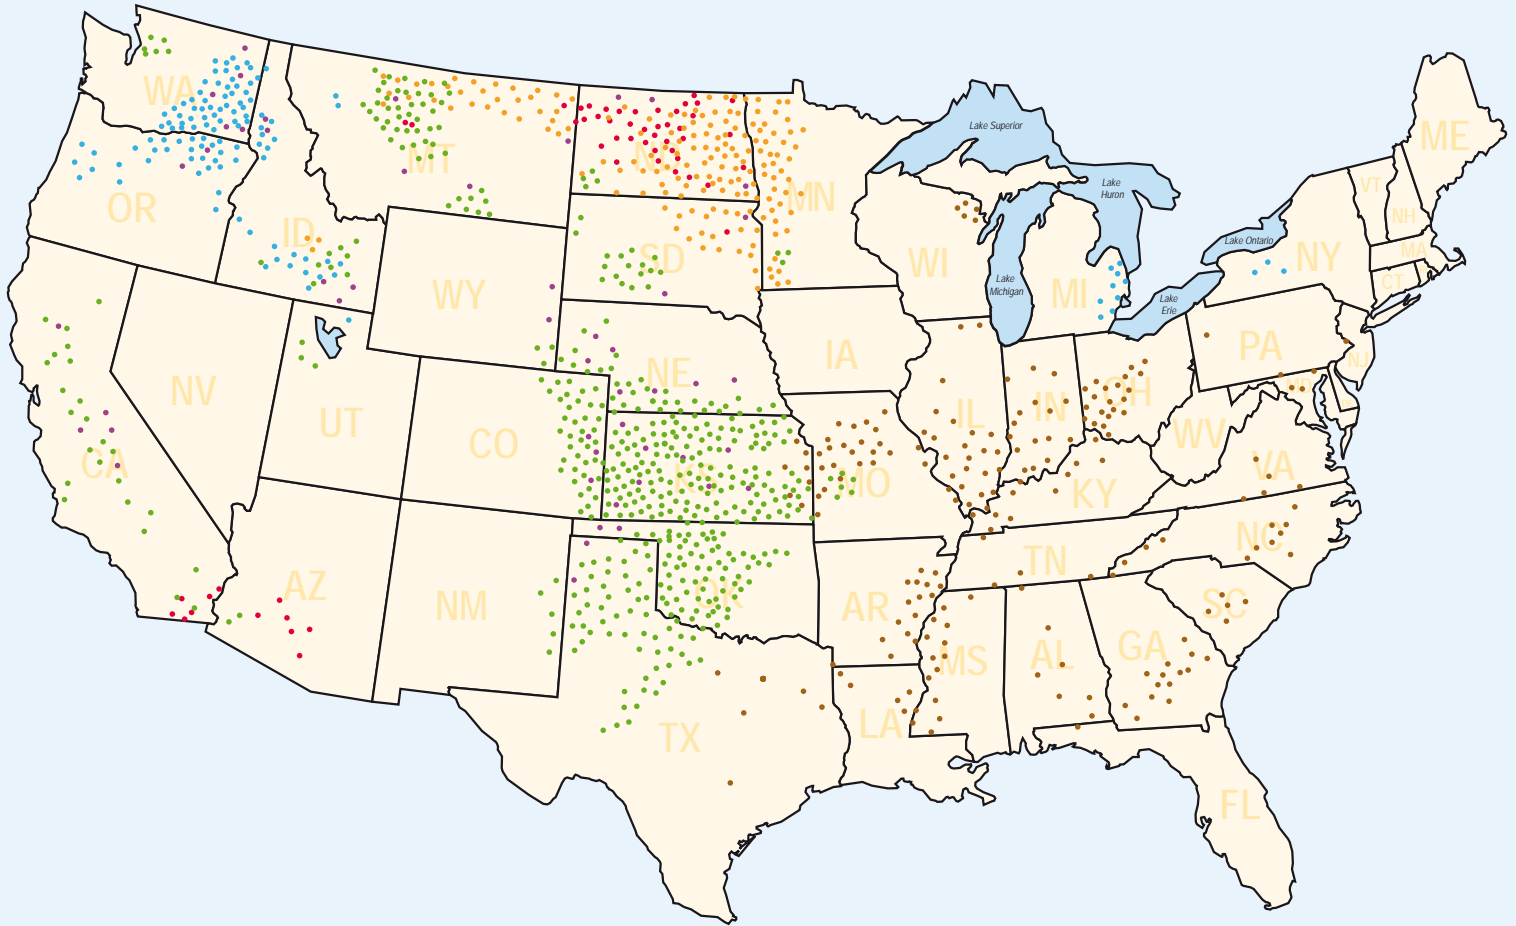 WA
OR
CA
NV
ID
MT
WY
UT
AZ
CO
NM
SD
NE
KS
OK
TX
MN
IA
MO
AR
LA
WI
IL
MI
IN
OH
KY
TN
MS
AL
GA
FL
SC
NC
VA
WV
PA
NY
MD
NJ
CT
MA
VT
NH
ME
Lake Superior
Lake
Michigan
Lake
Huron
Lake
Erie
Lake Ontario